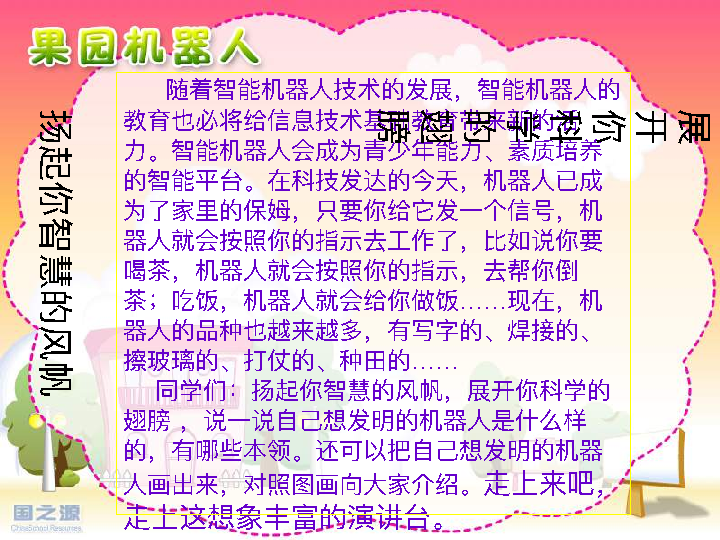 果园机器人
随着智能机器人技术的发展，智能机器人的
教育也必将给信息技术基础教育带来新的活
力。智能机器人会成为青少年能力、素质培养
的智能平台。在科技发达的今天，机器人已成
为了家里的保姆，只要你给它发一个信号，机
器人就会按照你的指示去工作了，比如说你要
喝茶，机器人就会按照你的指示，去帮你倒
茶；吃饭，机器人就会给你做饭……现在，机
器人的品种也越来越多，有写字的、焊接的、
擦玻璃的、打仗的、种田的……
同学们：扬起你智慧的风帆，展开你科学的
翅膀 ，说一说自己想发明的机器人是什么样
的，有哪些本领。还可以把自己想发明的机器
人画出来，对照图画向大家介绍。走上来吧，
走上这想象丰富的演讲台。
扬起你智慧的风帆
展开你科学的翅膀
国之源
ChinaSchool Resources